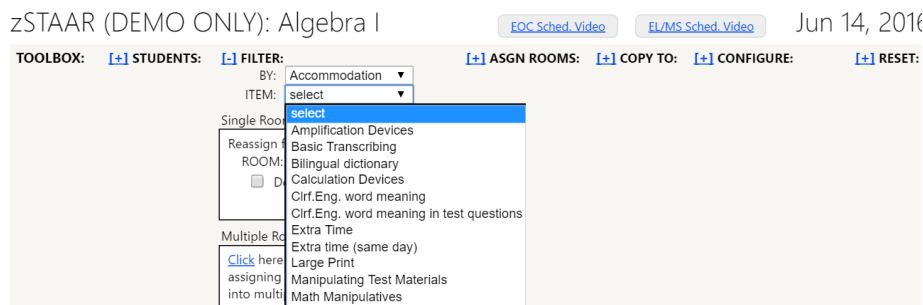 zSTAAR (DEMO ONLY): Algebra I EOC Sched. Video EL/MS Sched. Video Jun 14, 2016
TOOLBOX: [+] STUDENTS: [-] FILTER: [+] ASGN ROOMS: [+] COPY TO: [+] CONFIGURE: [+] RESET:
BY: Accommodation
ITEM: select
select
Single Roo
Amplification Devices
Reassign
Basic Transcribing
ROOM:
Bilingual dictionary
Calculation Devices
Clrf.Eng. word meaning
Clrf.Eng. word meaning in test questions
Extra Time
Multiple Ro
Extra time (same day)
Click here
Large Print
assigning
Manipulating Test Materials
into multi
Math Manipulatives